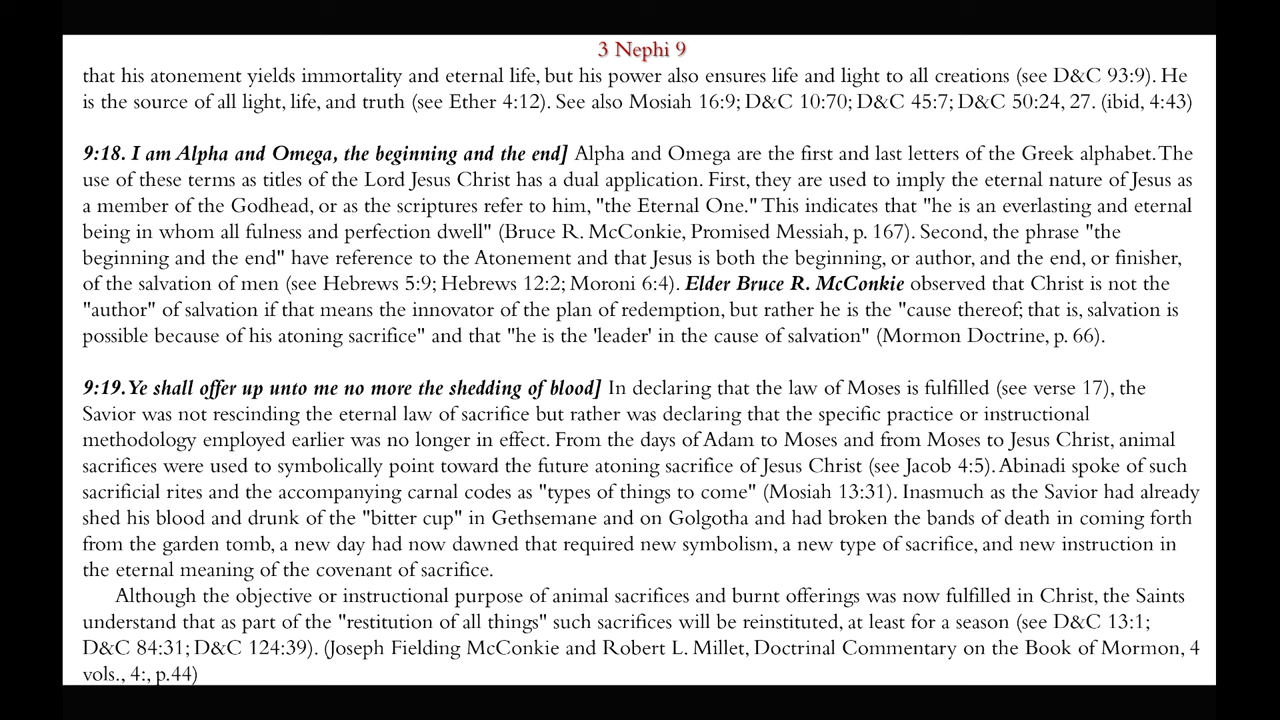 3 Nephi 9
that his atonement yields immortality and eternal life, but his power also ensures life and light to all creations (see D&C 93:9). He
is the source of all light, life, and truth (see Ether 4:12). See also Mosiah 16:9; D&C 10:70; D&C 45:7; D&C 50:24, 27. (ibid, 4:43)
9:18. I am Alpha and Omega, the beginning and the end] Alpha and Omega are the first and last letters of the Greek alphabet. The
use of these terms as titles of the Lord Jesus Christ has a dual application. First, they are used to imply the eternal nature of Jesus as
a member of the Godhead, or as the scriptures refer to him, "the Eternal One." This indicates that "he is an everlasting and eternal
being in whom all fulness and perfection dwell" (Bruce R. McConkie, Promised Messiah, p. 167). Second, the phrase "the
beginning and the end" have reference to the Atonement and that Jesus is both the beginning, or author, and the end, or finisher,
of the salvation of men (see Hebrews 5:9; Hebrews 12:2; Moroni 6:4). Elder Bruce R. McConkie observed that Christ is not the
"author" of salvation if that means the innovator of the plan of redemption, but rather he is the "cause thereof; that is, salvation is
possible because of his atoning sacrifice" and that "he is the 'leader' in the cause of salvation" (Mormon Doctrine, p. 66).
9:19. Ye shall offer up unto me no more the shedding of blood] In declaring that the law of Moses is fulfilled (see verse 17), the
Savior was not rescinding the eternal law of sacrifice but rather was declaring that the specific practice or instructional
methodology employed earlier was no longer in effect. From the days of Adam to Moses and from Moses to Jesus Christ, animal
sacrifices were used to symbolically point toward the future atoning sacrifice of Jesus Christ (see Jacob 4:5). Abinadi spoke of such
sacrificial rites and the accompanying carnal codes as "types of things to come" (Mosiah 13:31). Inasmuch as the Savior had already
shed his blood and drunk of the "bitter cup" in Gethsemane and on Golgotha and had broken the bands of death in coming forth
from the garden tomb, a new day had now dawned that required new symbolism, a new type of sacrifice, and new instruction in
the eternal meaning of the covenant of sacrifice.
Although the objective or instructional purpose of animal sacrifices and burnt offerings was now fulfilled in Christ, the Saints
understand that as part of the "restitution of all things" such sacrifices will be reinstituted, at least for a season (see D&C 13:1;
D&C 84:31; D&C 124:39). (Joseph Fielding McConkie and Robert L. Millet, Doctrinal Commentary on the Book of Mormon, 4
vols., 4:, p.44)